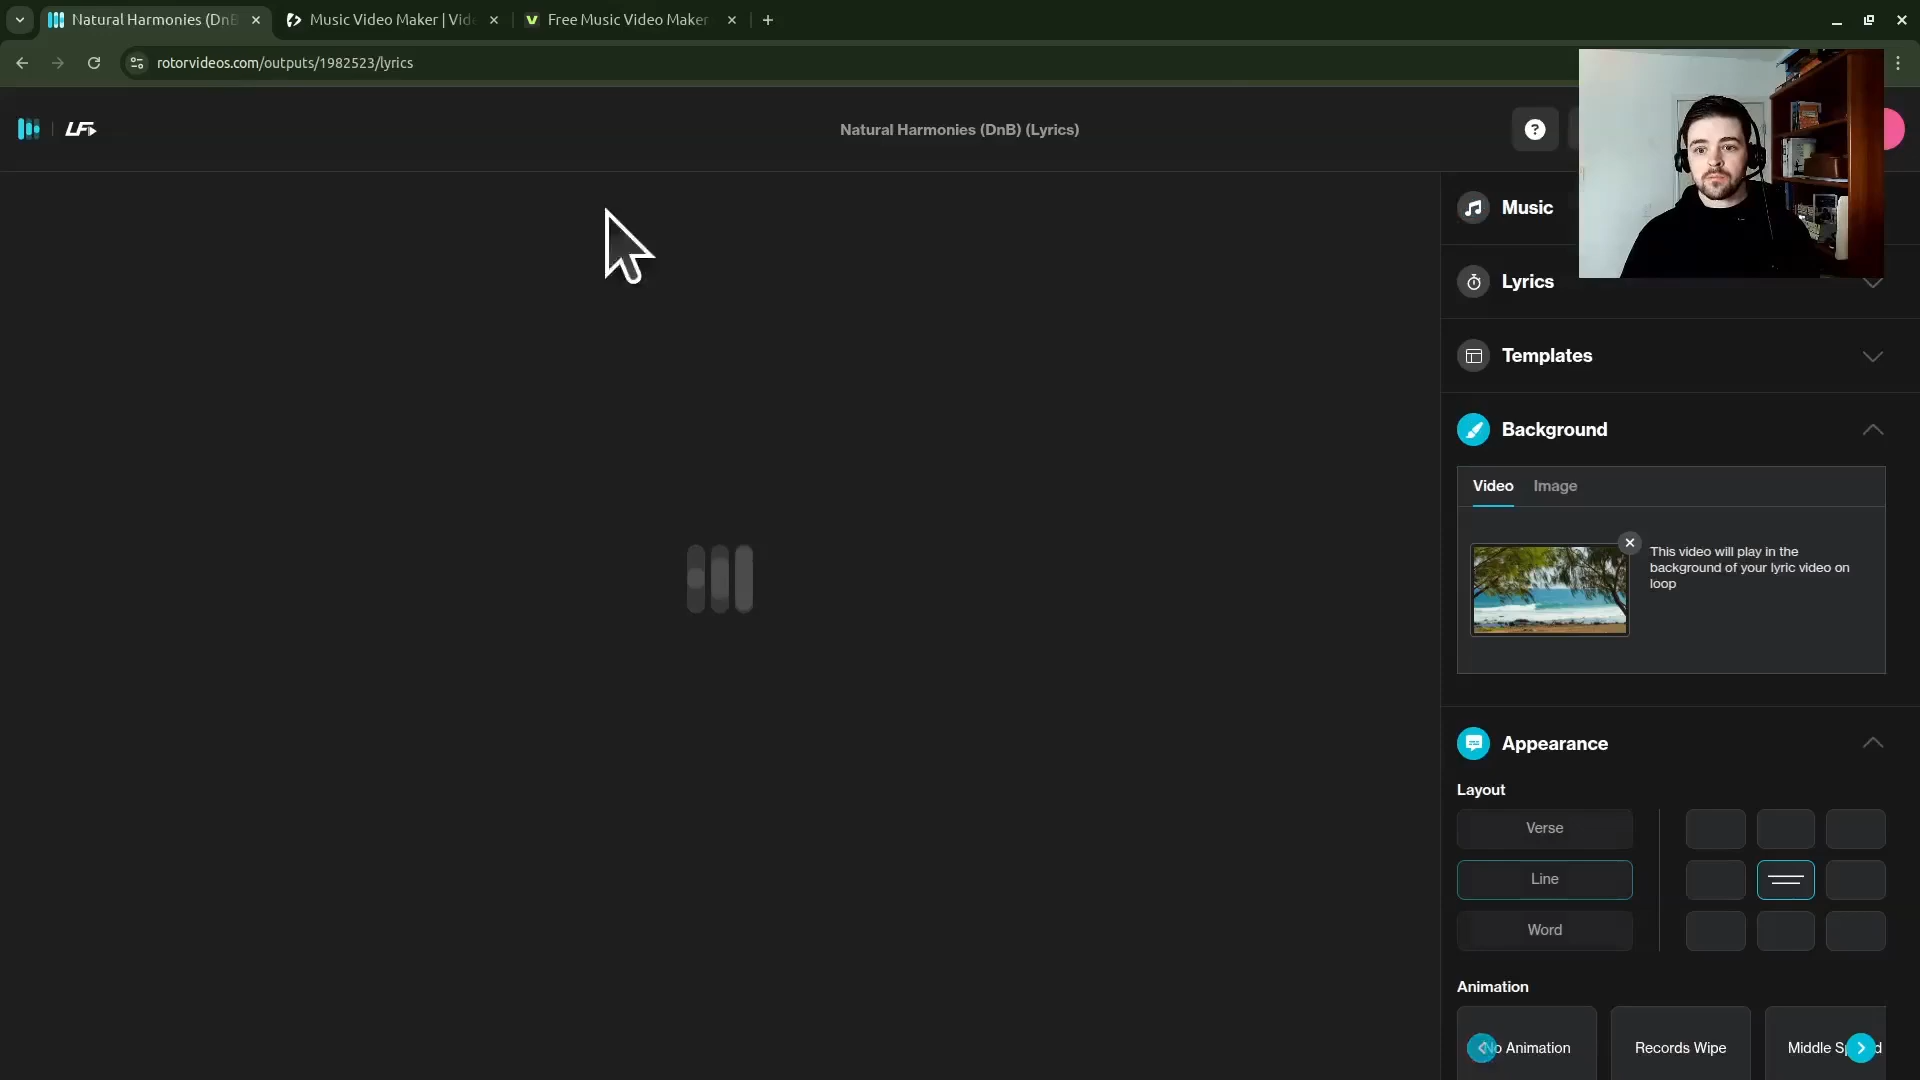 Natural Harmonies (DnB
Music Video Maker | Vid
Free Music Video Maker
rotorvideos.com/outputs/1982523/lyrics
LF
Natural Harmonies (DnB) (Lyrics)
?
Music
Lyrics
Templates
Background
Video Image
This video will play in the
background of your lyric video on
loop
Appearance
Layout
Verse
Line
Word
Animation
No Animation
Records Wipe
Middle